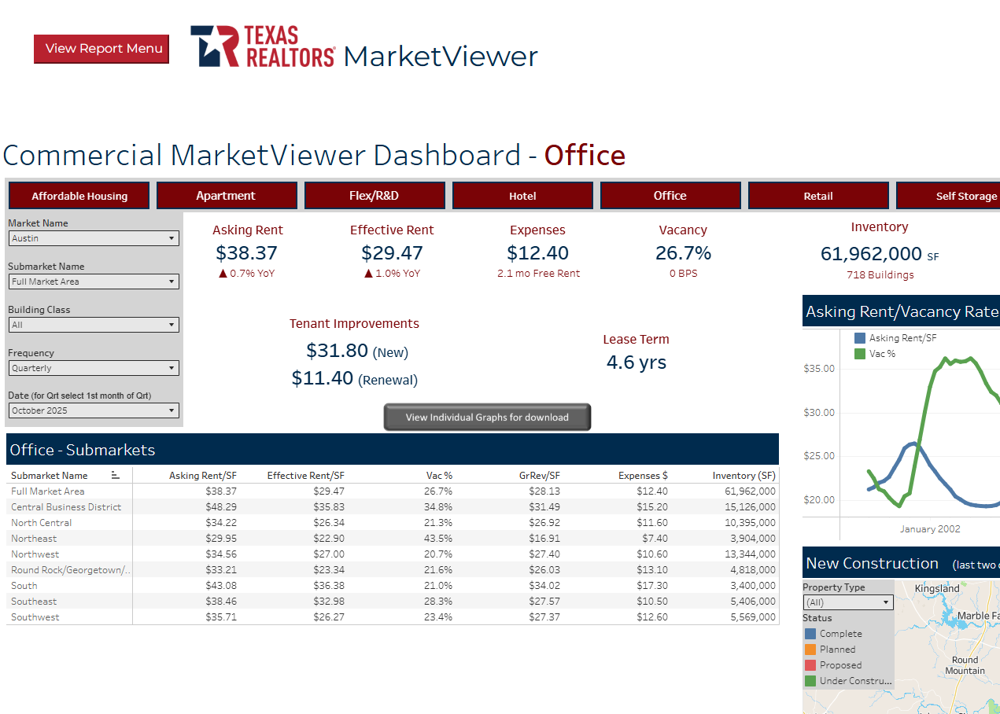 View Report Menu
TEXAS
REALTORS®
MarketViewer
Commercial MarketViewer Dashboard - Office
Affordable Housing Apartment Flex/R&D Hotel Office Retail Self Storage
Market Name
Austin
Submarket Name
Full Market Area
Building Class
All
Frequency
Quarterly
Date (for Qrt select 1st month of Qrt)
October 2025
Asking Rent
$38.37
▲ 0.7% YoY
Effective Rent
$29.47
▲ 1.0% YoY
Expenses
$12.40
2.1 mo Free Rent
Vacancy
26.7%
0 BPS
Inventory
61,962,000 SF
718 Buildings
Tenant Improvements
$31.80 (New)
$11.40 (Renewal)
Lease Term
4.6 yrs
View Individual Graphs for download
Office - Submarkets
Submarket Name Asking Rent/SF Effective Rent/SF Vac % GrRev/SF Expenses $ Inventory (SF)
Full Market Area $38.37 $29.47 26.7% $28.13 $12.40 61,962,000
Central Business District $48.29 $35.83 34.8% $31.49 $15.20 15,126,000
North Central $34.22 $26.34 21.3% $26.92 $11.60 10,395,000
Northeast $29.95 $22.90 43.5% $16.91 $7.40 3,904,000
Northwest $34.56 $27.00 20.7% $27.40 $10.60 13,344,000
Round Rock/Georgetown/.. $33.21 $23.34 21.6% $26.03 $13.10 4,818,000
South $43.08 $36.38 21.0% $34.02 $17.30 3,400,000
Southeast $38.46 $32.98 28.3% $27.57 $10.50 5,406,000
Southwest $35.71 $26.27 23.4% $27.37 $12.60 5,569,000
Asking Rent/Vacancy Rate
Asking Rent/SF
Vac %
$35.00
$30.00
$25.00
$20.00
January 2002
New Construction (last two
Property Type
(All)
Status
Complete
Planned
Proposed
Under Constru...
Kingsland
Marble Fa
Round
Mountain